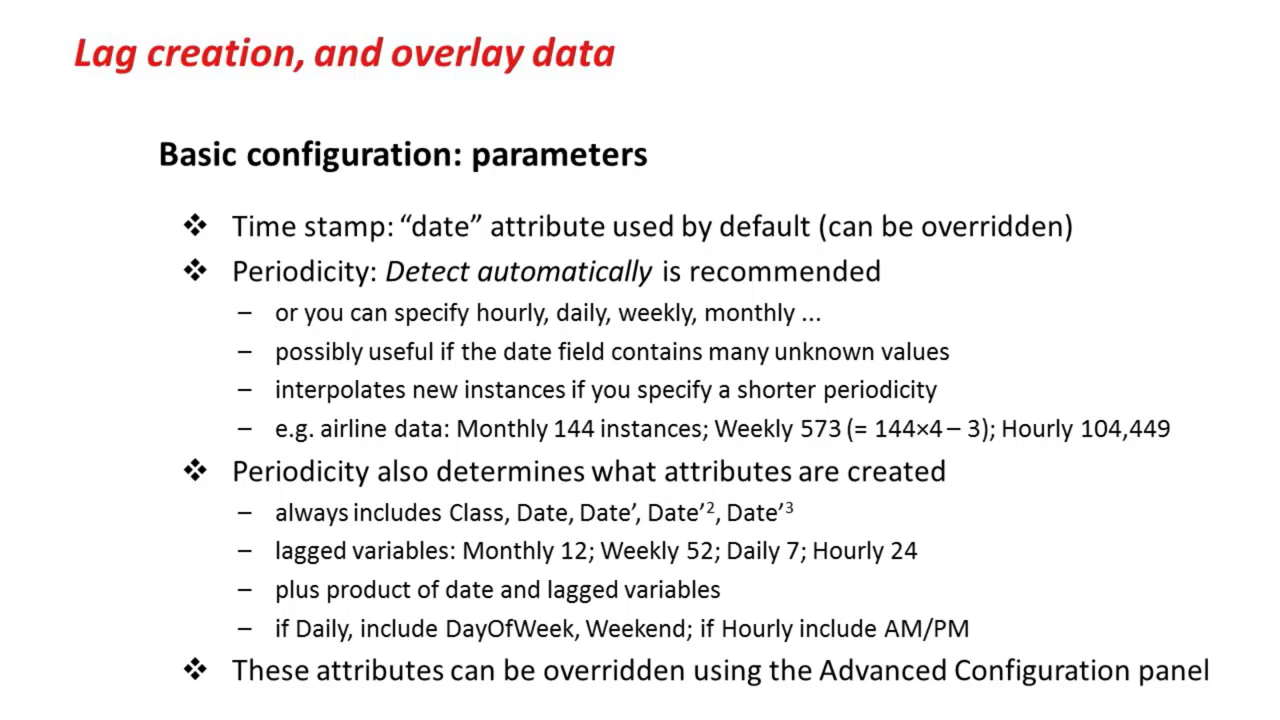 Lag creation, and overlay data
Basic configuration: parameters
❖ Time stamp: “date” attribute used by default (can be overridden)
❖ Periodicity: Detect automatically is recommended
– or you can specify hourly, daily, weekly, monthly ...
– possibly useful if the date field contains many unknown values
– interpolates new instances if you specify a shorter periodicity
– e.g. airline data: Monthly 144 instances; Weekly 573 (= 144×4 – 3); Hourly 104,449
❖ Periodicity also determines what attributes are created
– always includes Class, Date, Date’, Date’², Date’³
– lagged variables: Monthly 12; Weekly 52; Daily 7; Hourly 24
– plus product of date and lagged variables
– if Daily, include DayOfWeek, Weekend; if Hourly include AM/PM
❖ These attributes can be overridden using the Advanced Configuration panel